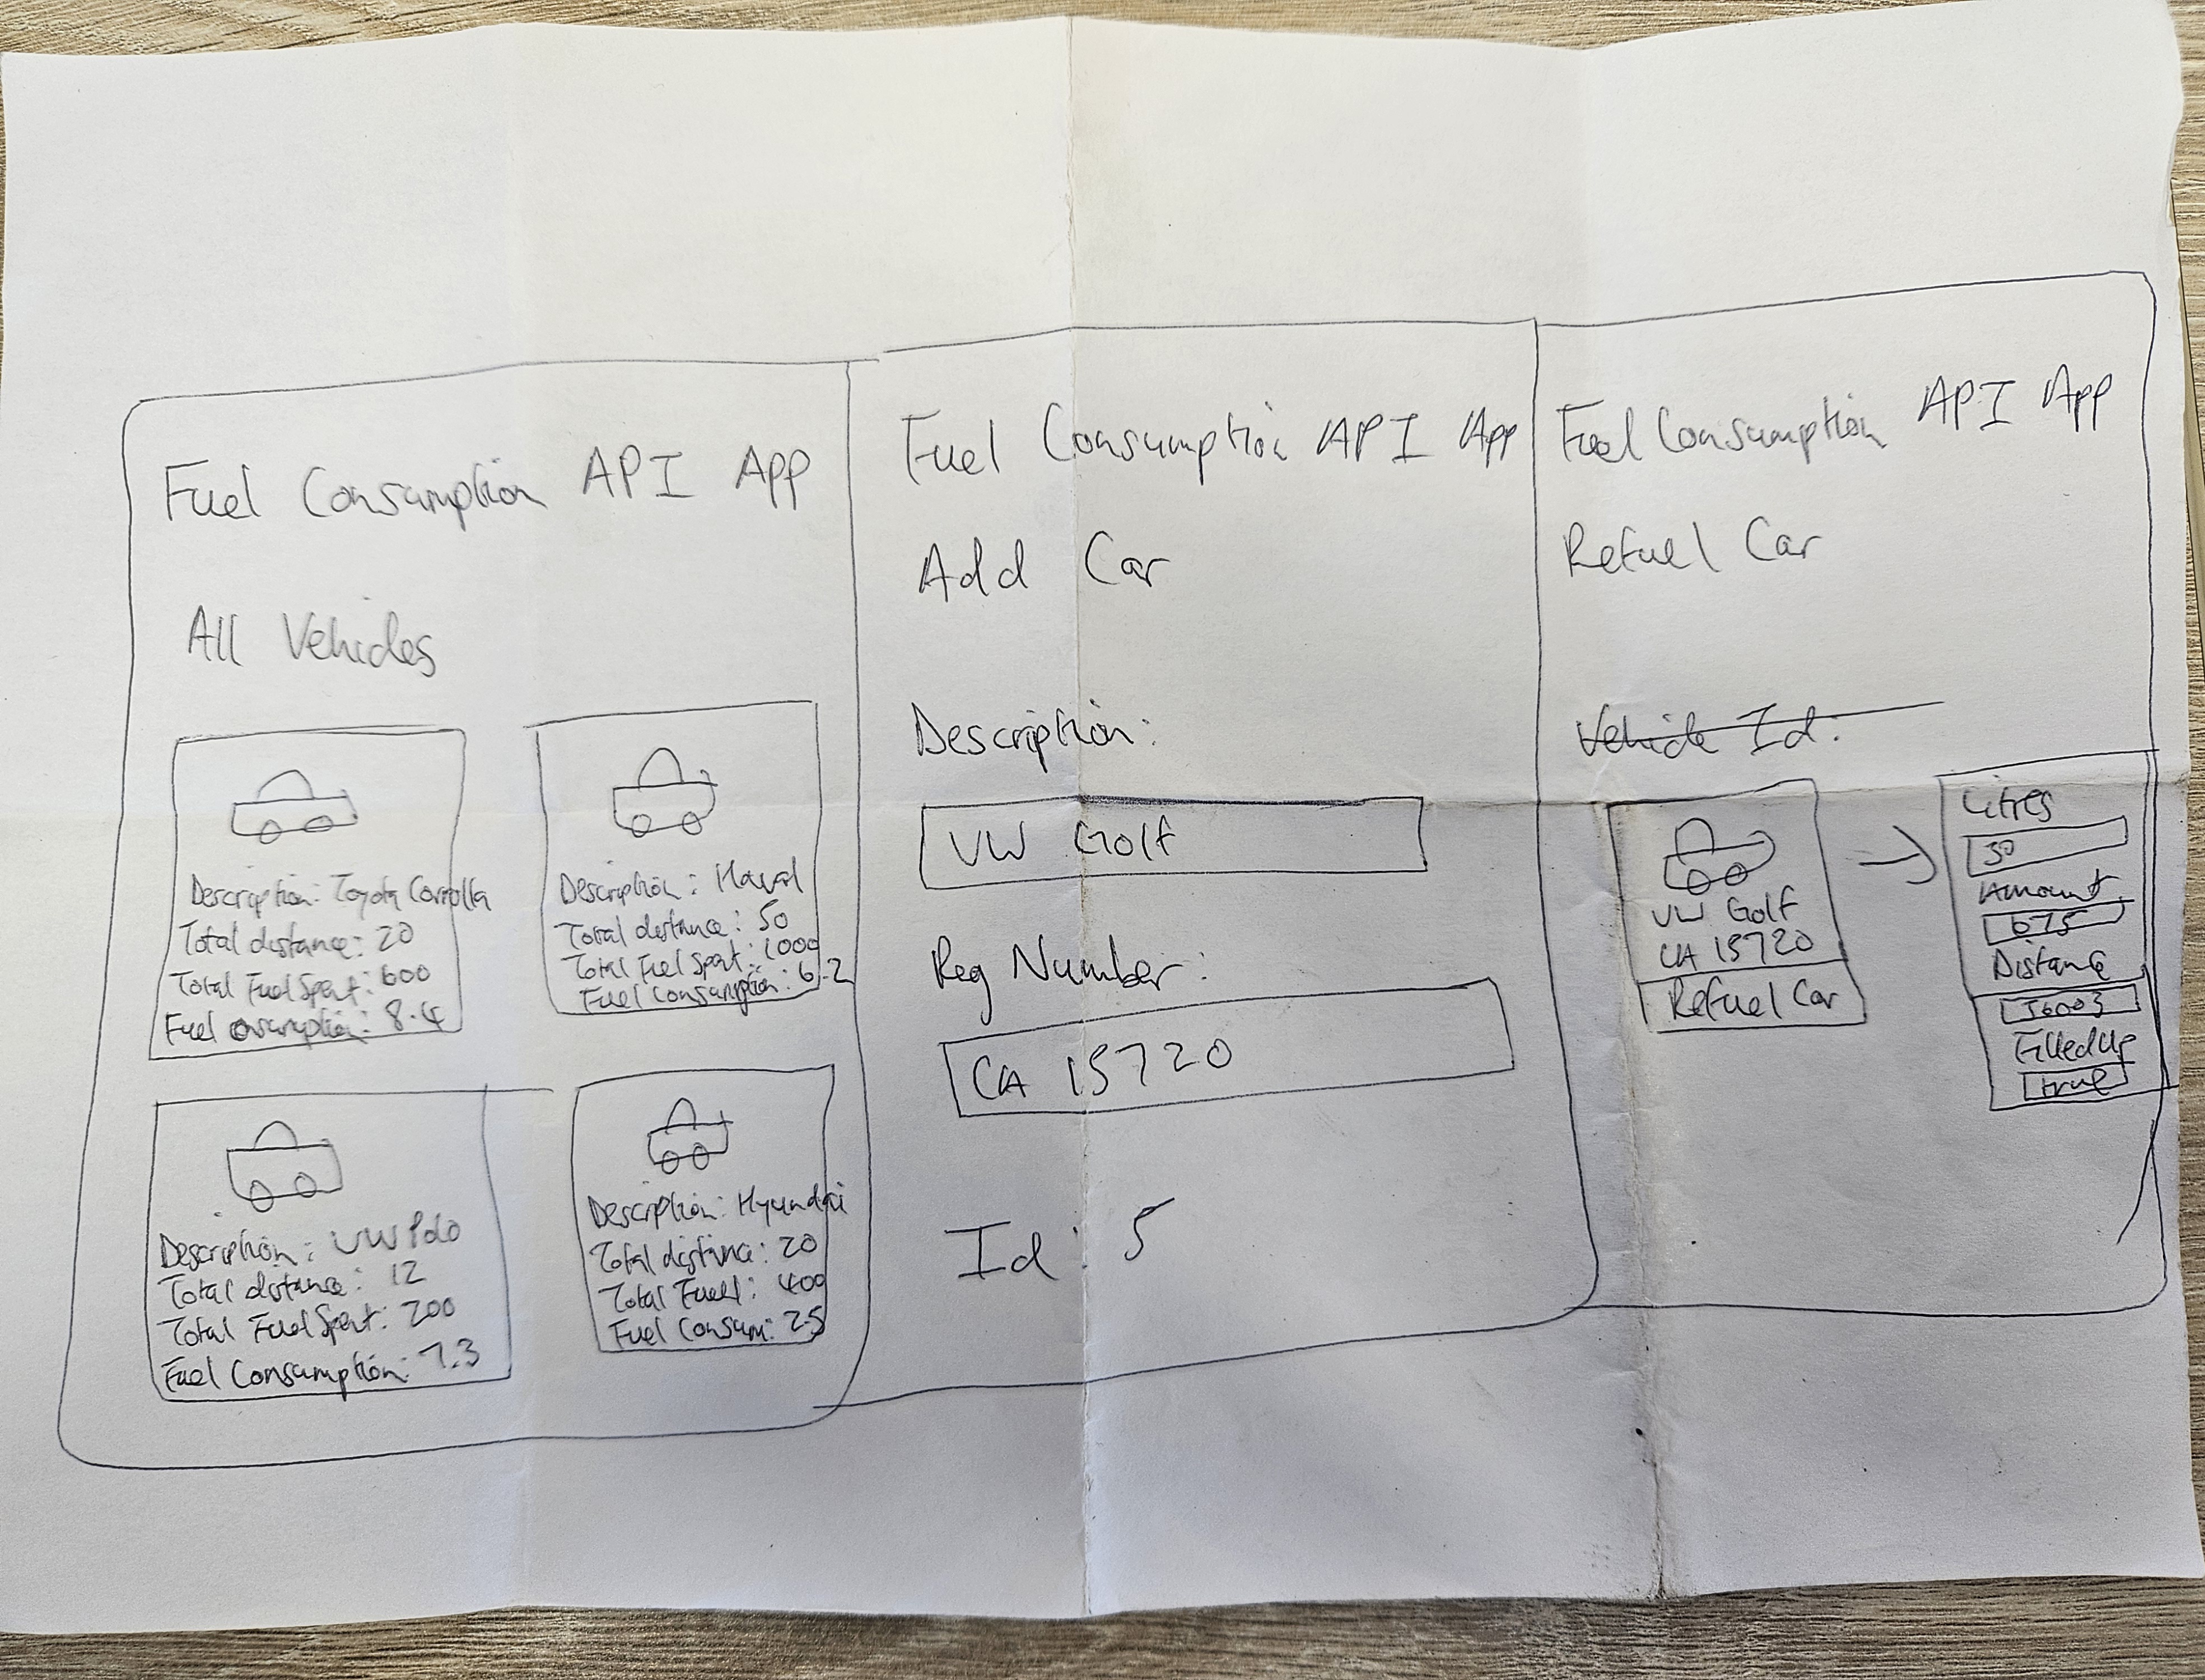 Fuel Consumption API App
All Vehicles
Description: Toyota Corrolla
Total distance: 20
Total Fuel Spent: 600
Fuel consumption: 8.4
Description: Haval
Total distance: 50
Total Fuel Spent: 1000
Fuel Consumption: 6.2
Description: VW Polo
Total distance: 12
Total Fuel Spent: 200
Fuel Consumption: 7.3
Description: Hyundai
Total distance: 20
Total Fuel: 400
Fuel Consum: 25
Fuel Consumption API App
Add Car
Description:
VW Golf
Reg Number:
CA 15720
Id: 5
Fuel Consumption API App
Refuel Car
Vehicle Id:
VW Golf
CA 15720
Refuel Car
Litres
30
Amount
675
Distance
FilledUp
true